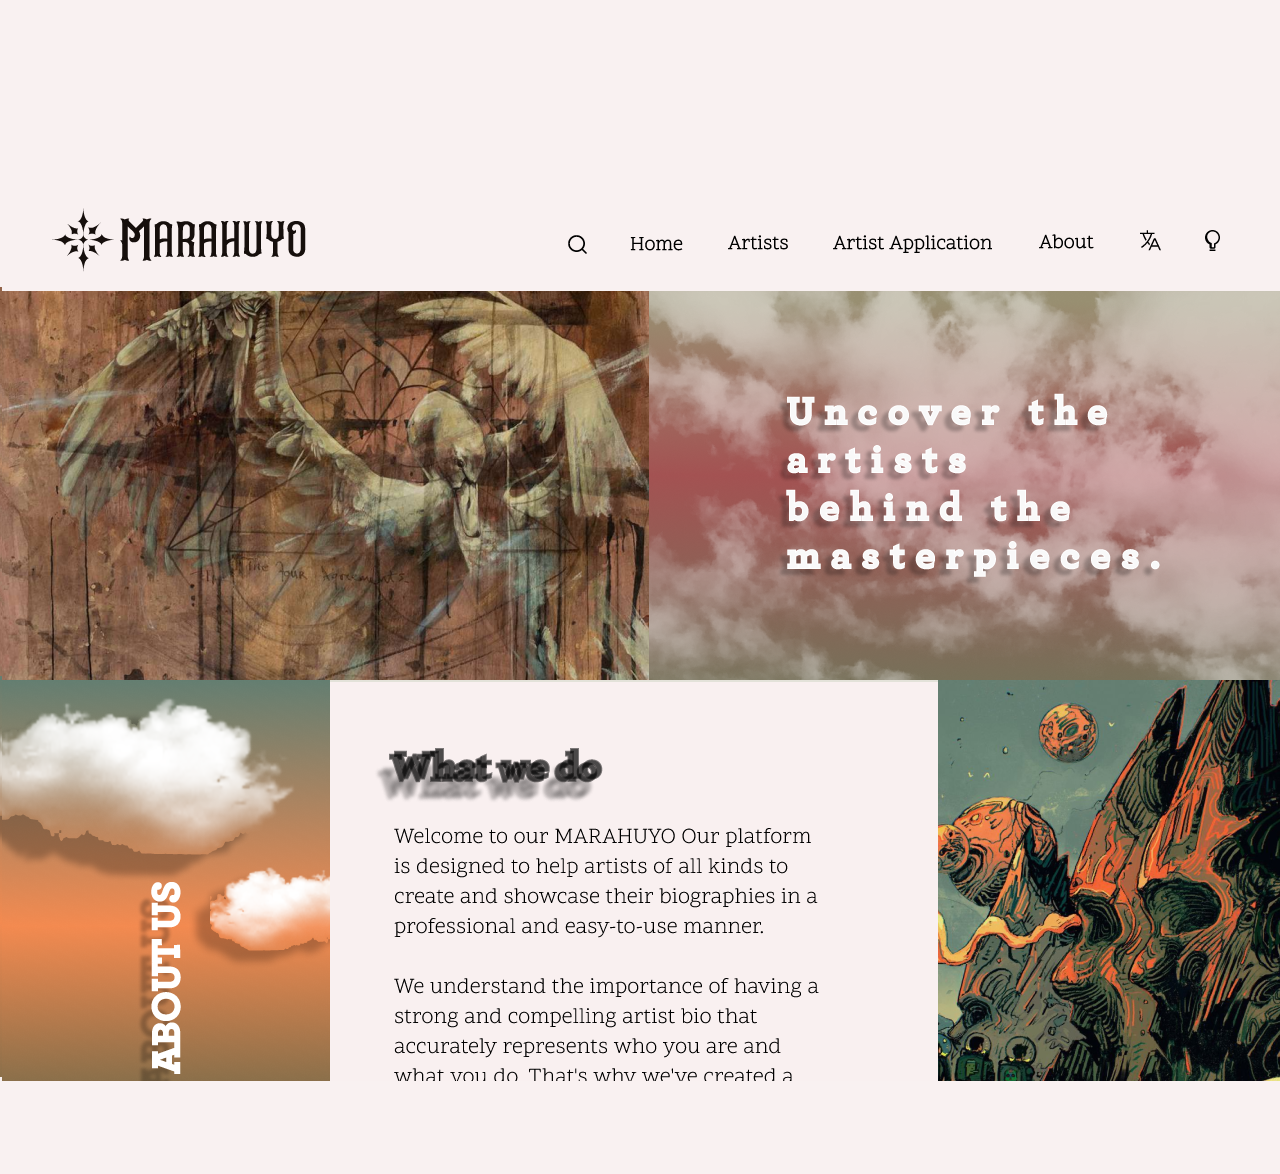 MARAHUYO
Home Artists Artist Application About
Uncover the
artists
behind the
masterpieces.
the four agreements
ABOUT US
What we do
Welcome to our MARAHUYO Our platform
is designed to help artists of all kinds to
create and showcase their biographies in a
professional and easy-to-use manner.
We understand the importance of having a
strong and compelling artist bio that
accurately represents who you are and
what you do. That's why we've created a